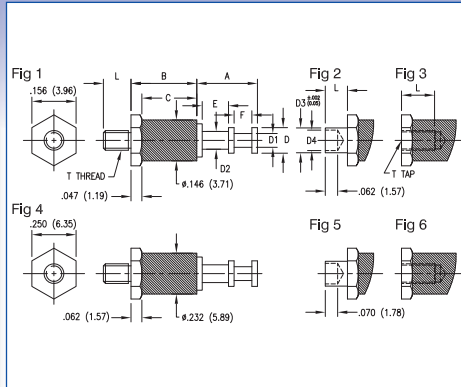 Fig 1
Fig 2
Fig 3
.156 (3.96)
L
B
A
C
E
F
D1
D
D2
T THREAD
.047 (1.19)
ø.146 (3.71)
L
D3 ±.002 (0.05)
D4
.062 (1.57)
L
T TAP
Fig 4
Fig 5
Fig 6
.250 (6.35)
.062 (1.57)
ø.232 (5.89)
.070 (1.78)